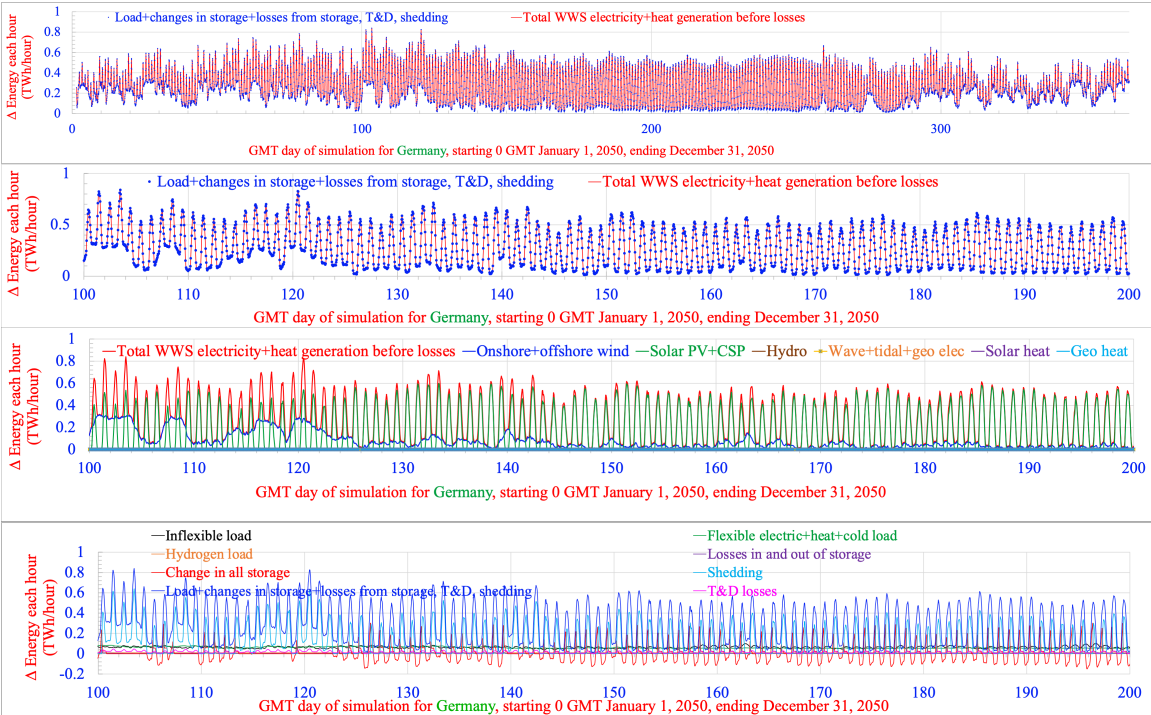 Load+changes in storage+losses from storage, T&D, shedding Total WWS electricity+heat generation before losses
Δ Energy each hour
(TWh/hour)
1
0.8
0.6
0.4
0.2
0
0 100 200 300
GMT day of simulation for Germany, starting 0 GMT January 1, 2050, ending December 31, 2050
Load+changes in storage+losses from storage, T&D, shedding Total WWS electricity+heat generation before losses
Δ Energy each hour
(TWh/hour)
1
0.5
0
100 110 120 130 140 150 160 170 180 190 200
GMT day of simulation for Germany, starting 0 GMT January 1, 2050, ending December 31, 2050
Total WWS electricity+heat generation before losses Onshore+offshore wind Solar PV+CSP Hydro Wave+tidal+geo elec Solar heat Geo heat
Δ Energy each hour
(TWh/hour)
1
0.8
0.6
0.4
0.2
0
100 110 120 130 140 150 160 170 180 190 200
GMT day of simulation for Germany, starting 0 GMT January 1, 2050, ending December 31, 2050
Inflexible load Flexible electric+heat+cold load
Hydrogen load Losses in and out of storage
Change in all storage Shedding
Load+changes in storage+losses from storage, T&D, shedding T&D losses
Δ Energy each hour
(TWh/hour)
1
0.8
0.6
0.4
0.2
0
-0.2
100 110 120 130 140 150 160 170 180 190 200
GMT day of simulation for Germany, starting 0 GMT January 1, 2050, ending December 31, 2050